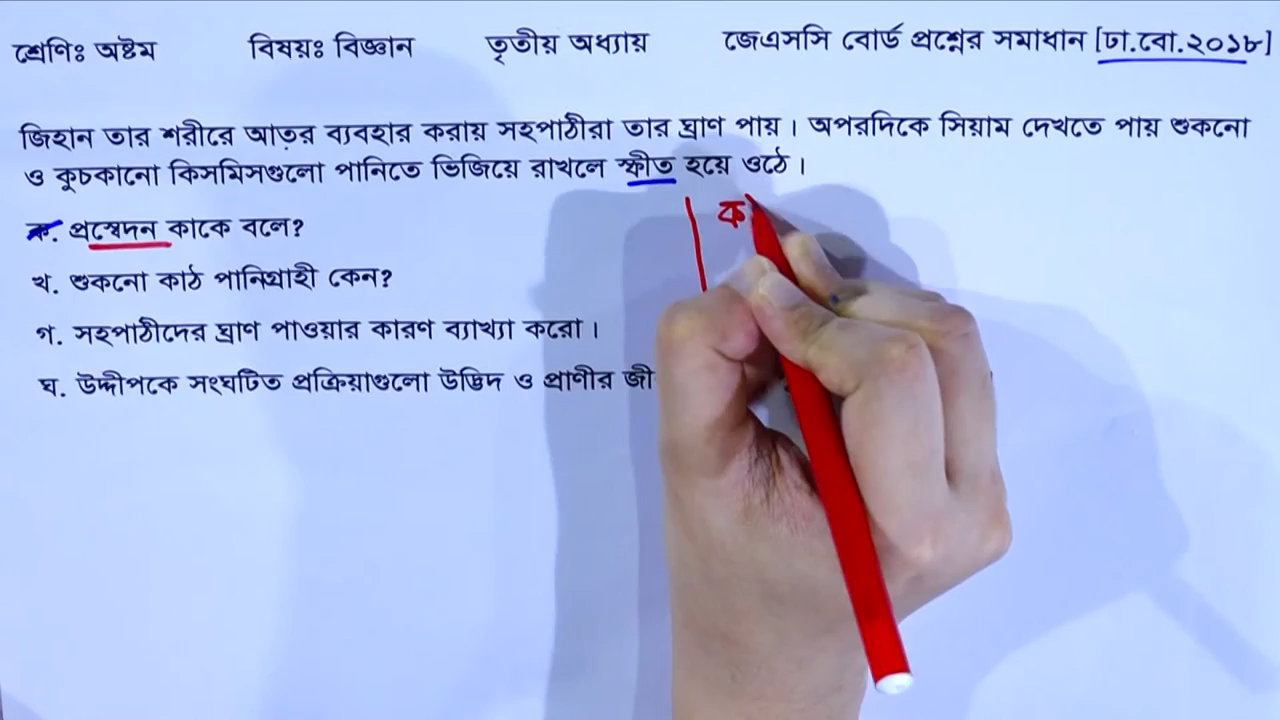 শ্রেণিঃ অষ্টম বিষয়ঃ বিজ্ঞান তৃতীয় অধ্যায় জেএসসি বোর্ড প্রশ্নের সমাধান [ঢা.বো.২০১৮]
জিহান তার শরীরে আতর ব্যবহার করায় সহপাঠীরা তার ঘ্রাণ পায়। অপরদিকে সিয়াম দেখতে পায় শুকনো
ও কুচকানো কিসমিসগুলো পানিতে ভিজিয়ে রাখলে স্ফীত হয়ে ওঠে।
ক. প্রস্বেদন কাকে বলে?
ক
খ. শুকনো কাঠ পানিগ্রাহী কেন?
গ. সহপাঠীদের ঘ্রাণ পাওয়ার কারণ ব্যাখ্যা করো।
ঘ. উদ্দীপকে সংঘটিত প্রক্রিয়াগুলো উদ্ভিদ ও প্রাণীর